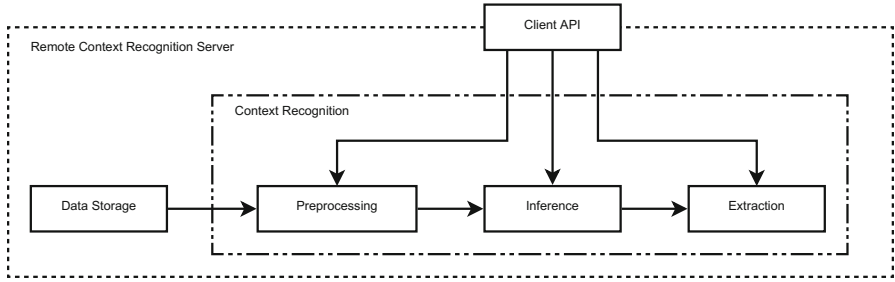 Client API
Remote Context Recognition Server
Context Recognition
Data Storage
Preprocessing
Inference
Extraction